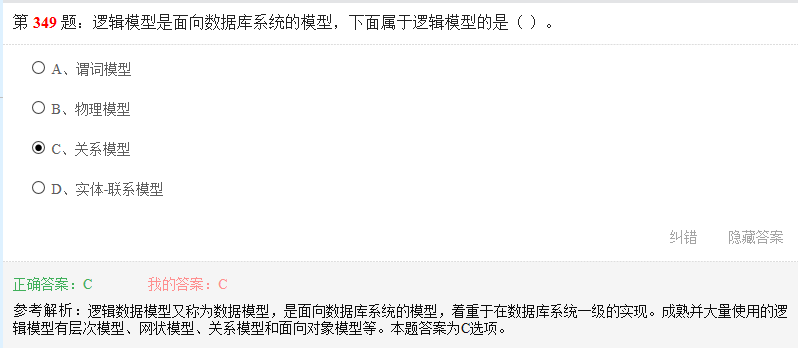 第 349 题：逻辑模型是面向数据库系统的模型，下面属于逻辑模型的是（ ）。
A、谓词模型
B、物理模型
C、关系模型
D、实体-联系模型
纠错 隐藏答案
正确答案：C 我的答案：C
参考解析：逻辑数据模型又称为数据模型，是面向数据库系统的模型，着重于在数据库系统一级的实现。成熟并大量使用的逻
辑模型有层次模型、网状模型、关系模型和面向对象模型等。本题答案为C选项。